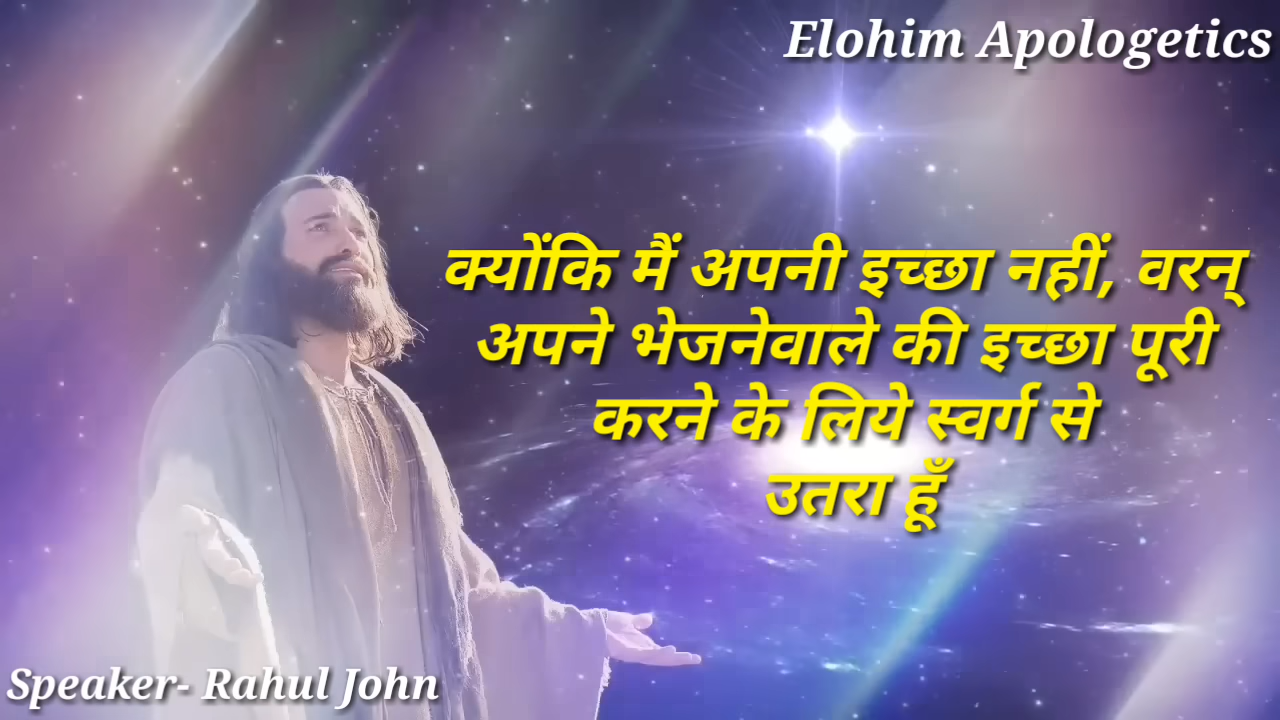 Elohim Apologetics
क्योंकि मैं अपनी इच्छा नहीं, वरन्
अपने भेजनेवाले की इच्छा पूरी
करने के लिये स्वर्ग से
उतरा हूँ
Speaker- Rahul John